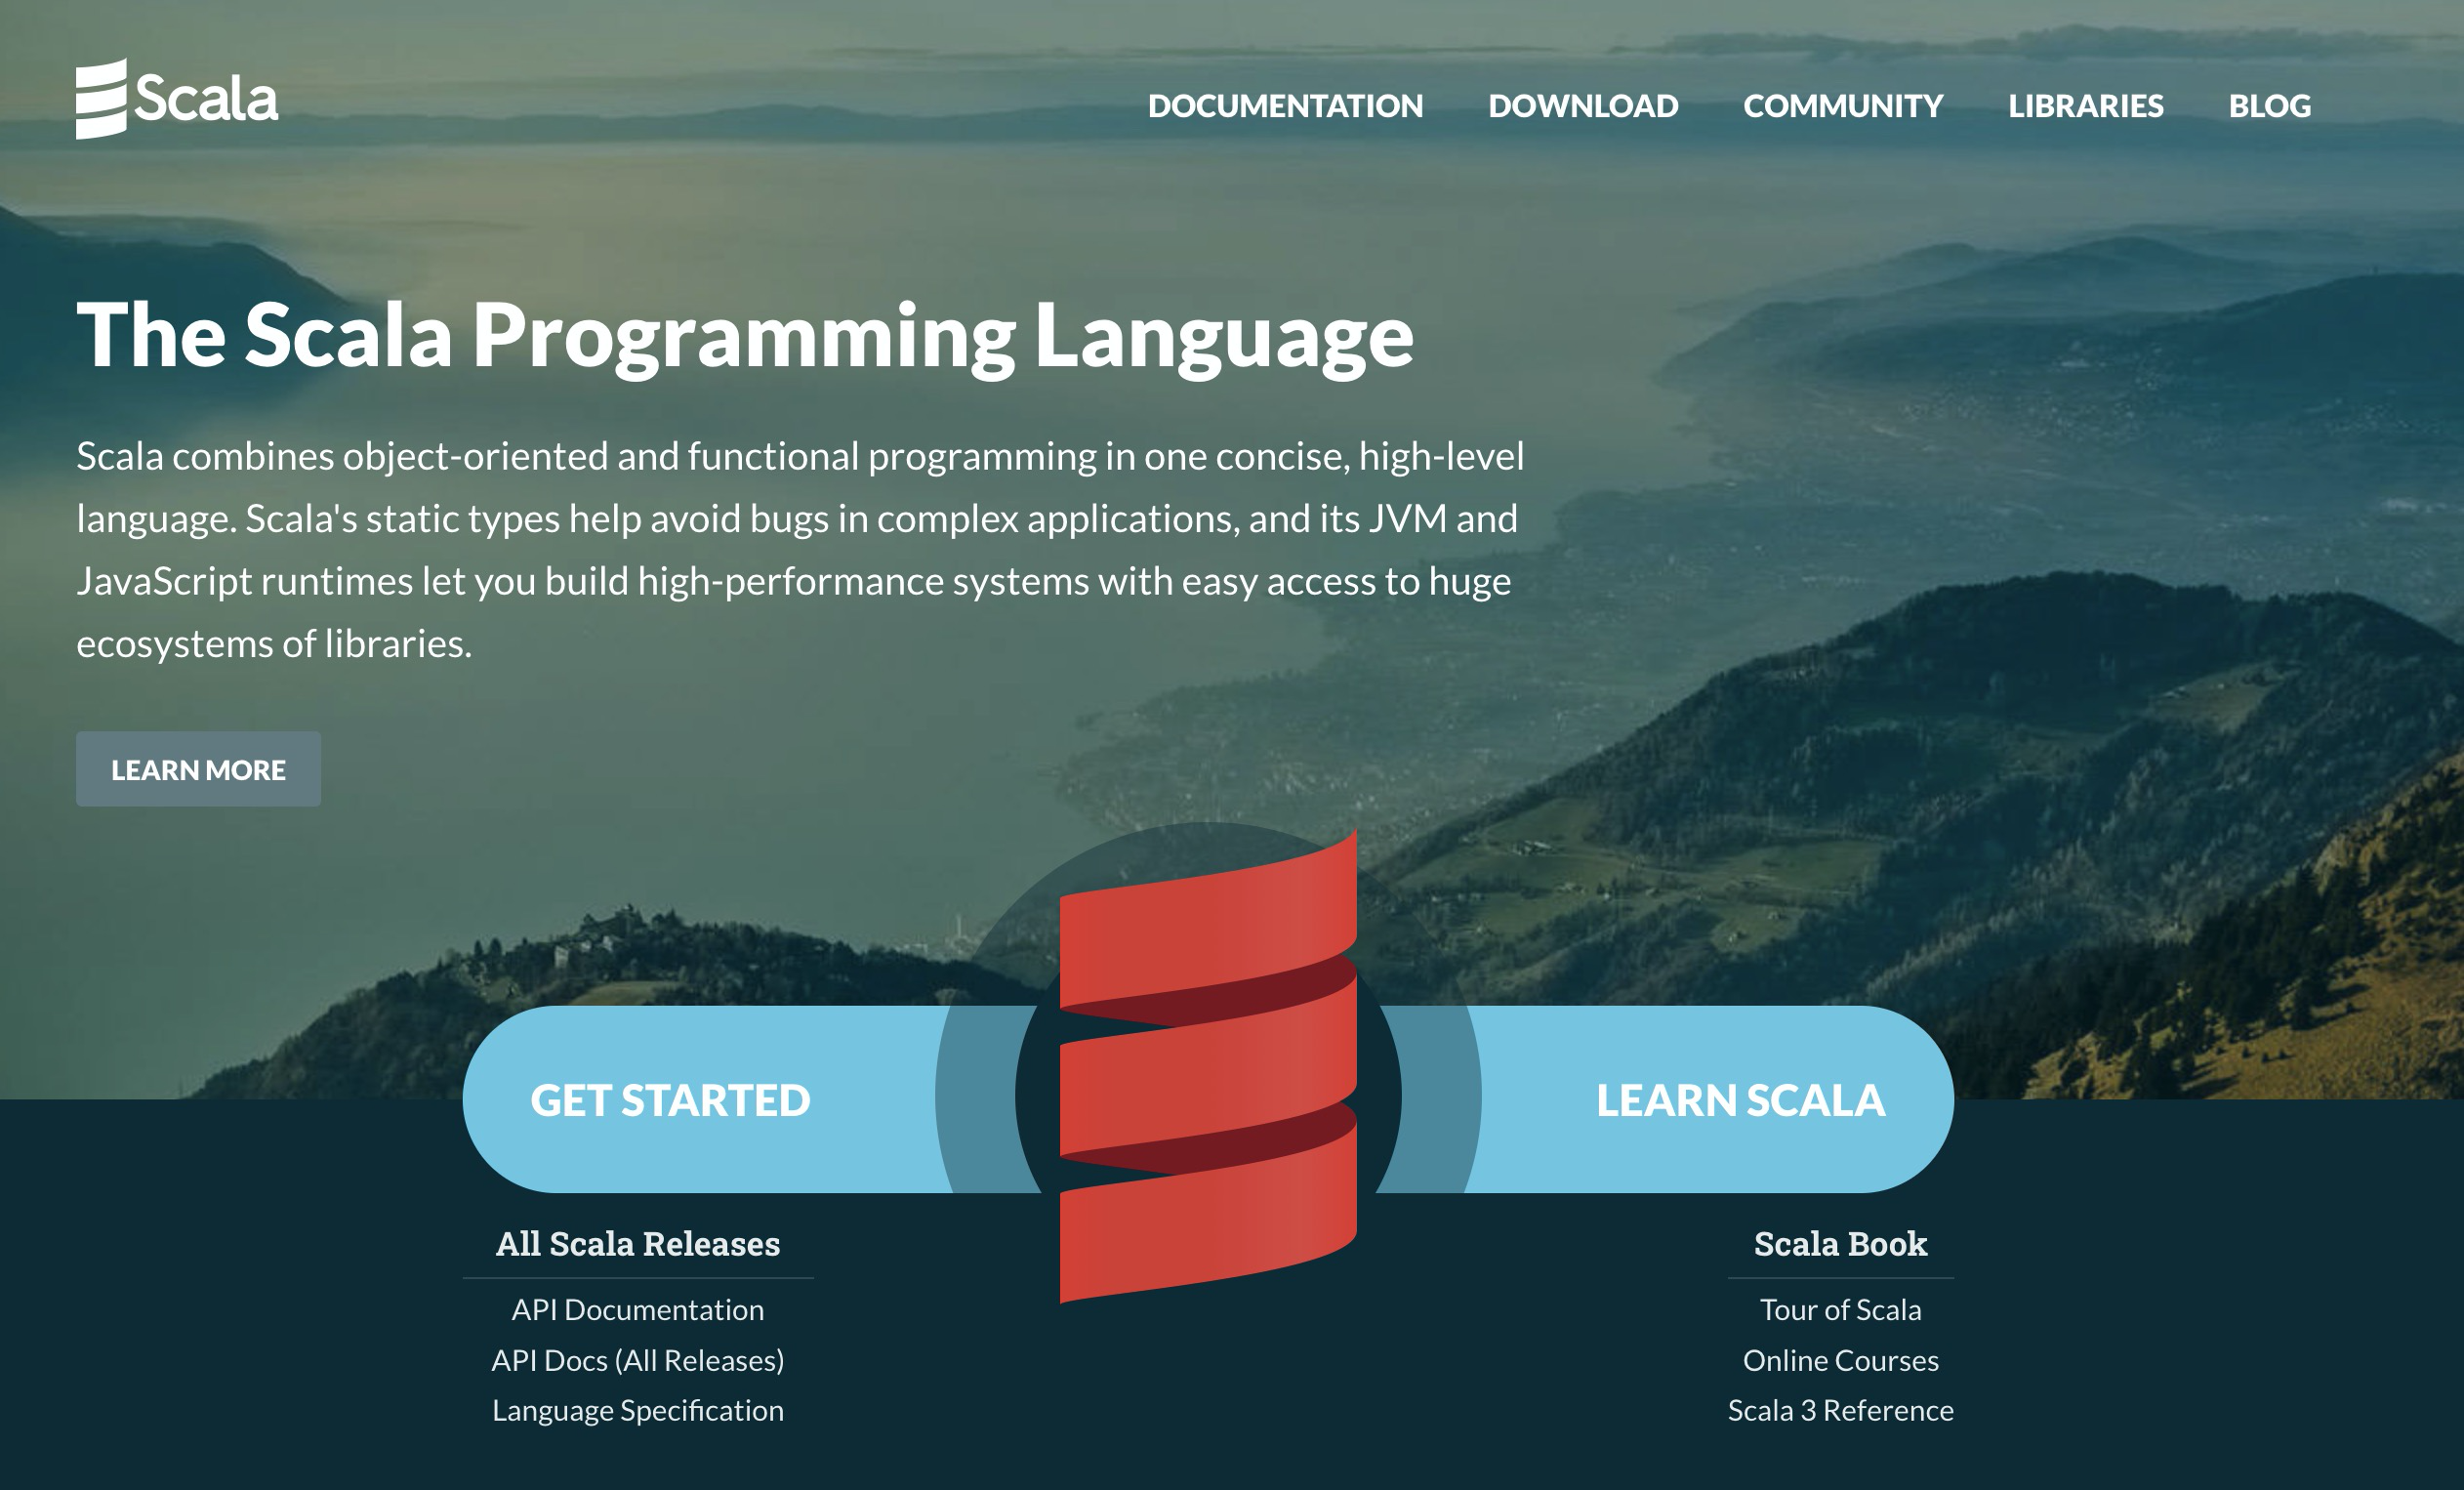 Scala
DOCUMENTATION DOWNLOAD COMMUNITY LIBRARIES BLOG
The Scala Programming Language
Scala combines object-oriented and functional programming in one concise, high-level
language. Scala's static types help avoid bugs in complex applications, and its JVM and
JavaScript runtimes let you build high-performance systems with easy access to huge
ecosystems of libraries.
LEARN MORE
GET STARTED
LEARN SCALA
All Scala Releases
API Documentation
API Docs (All Releases)
Language Specification
Scala Book
Tour of Scala
Online Courses
Scala 3 Reference